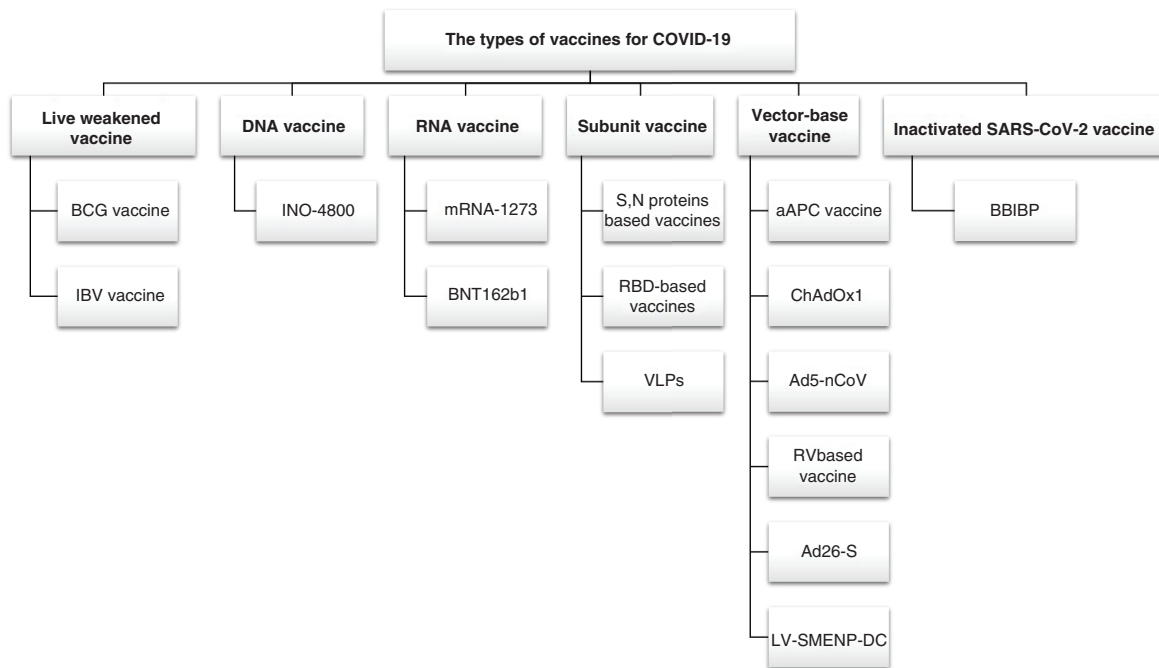 The types of vaccines for COVID-19
Live weakened
vaccine
DNA vaccine
RNA vaccine
Subunit vaccine
Vector-base
vaccine
Inactivated SARS-CoV-2 vaccine
BCG vaccine
IBV vaccine
INO-4800
mRNA-1273
BNT162b1
S,N proteins
based vaccines
RBD-based
vaccines
VLPs
aAPC vaccine
ChAdOx1
Ad5-nCoV
RVbased
vaccine
Ad26-S
LV-SMENP-DC
BBIBP